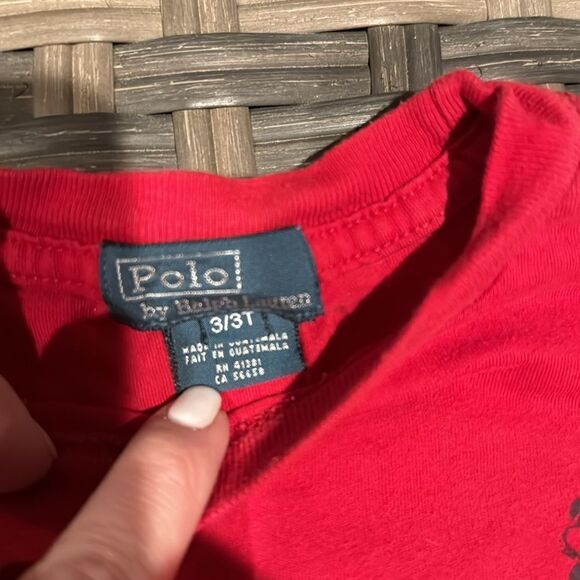 Polo
by Ralph Lauren
3/3T
MADE IN GUATEMALA
FAIT EN GUATEMALA
RN 41381
CA 56658